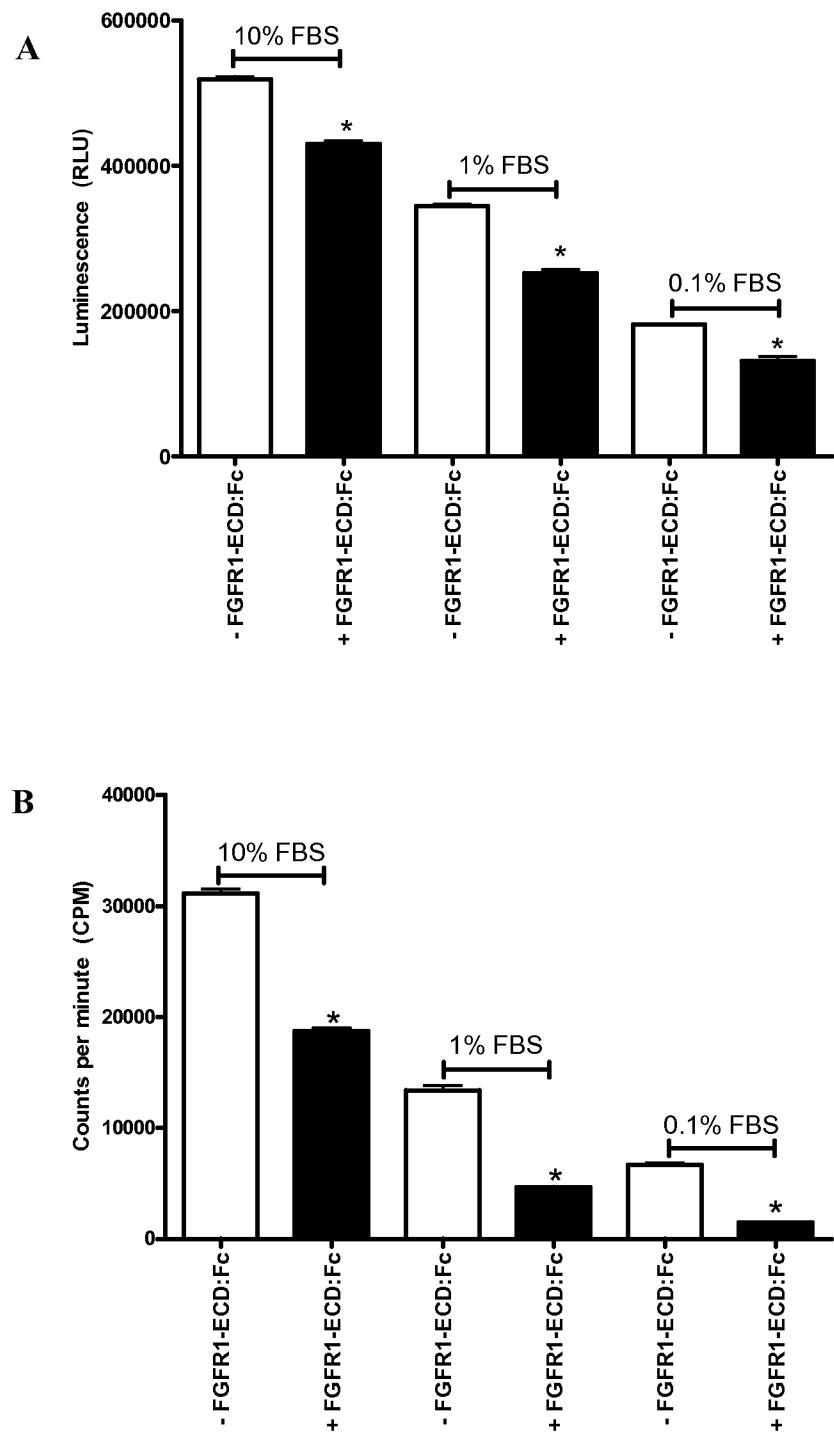 A
600000
400000
200000
0
Luminescence (RLU)
10% FBS
*
1% FBS
*
0.1% FBS
*
- FGFR1-ECD:Fc
+ FGFR1-ECD:Fc
- FGFR1-ECD:Fc
+ FGFR1-ECD:Fc
- FGFR1-ECD:Fc
+ FGFR1-ECD:Fc
B
40000
30000
20000
10000
0
Counts per minute (CPM)
10% FBS
*
1% FBS
*
0.1% FBS
*
- FGFR1-ECD:Fc
+ FGFR1-ECD:Fc
- FGFR1-ECD:Fc
+ FGFR1-ECD:Fc
- FGFR1-ECD:Fc
+ FGFR1-ECD:Fc